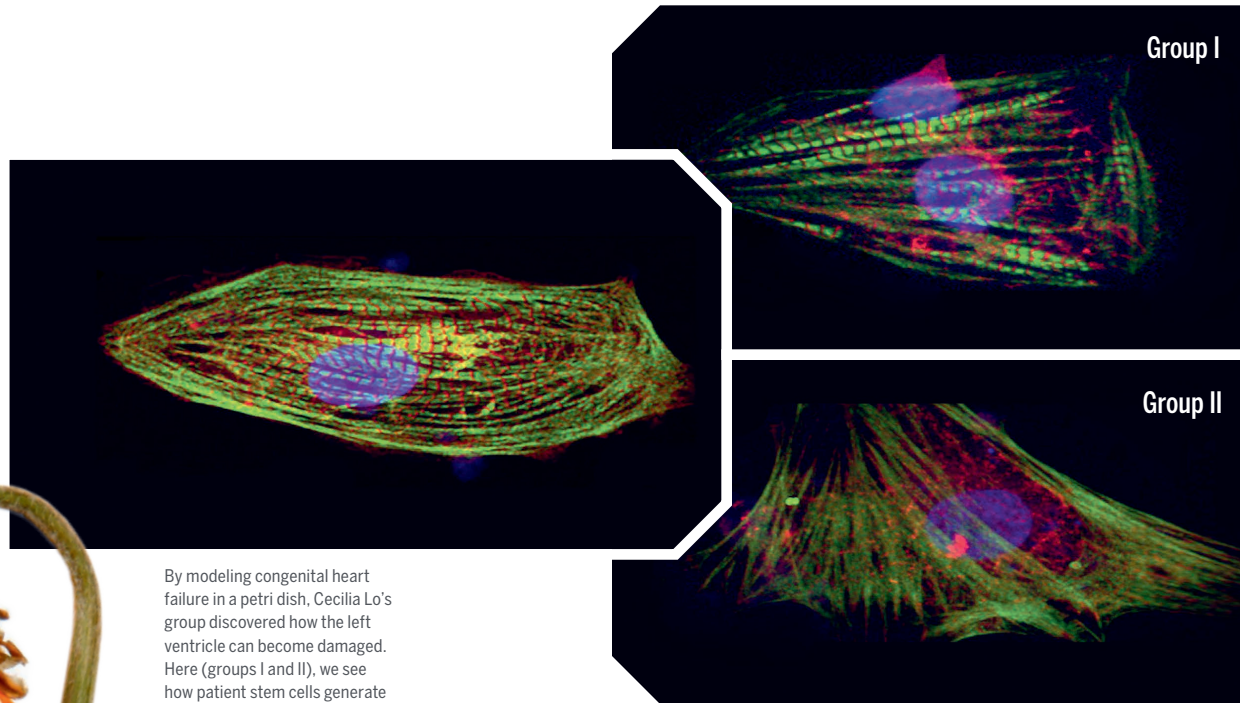 Group I
Group II
By modeling congenital heart
failure in a petri dish, Cecilia Lo’s
group discovered how the left
ventricle can become damaged.
Here (groups I and II), we see
how patient stem cells generate